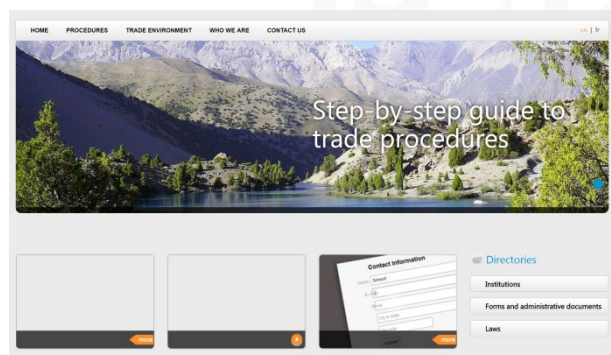 HOME PROCEDURES TRADE ENVIRONMENT WHO WE ARE CONTACT US en | fr
Step-by-step guide to
trade procedures
Contact Information
Directories
Institutions
Forms and administrative documents
Laws
more
more